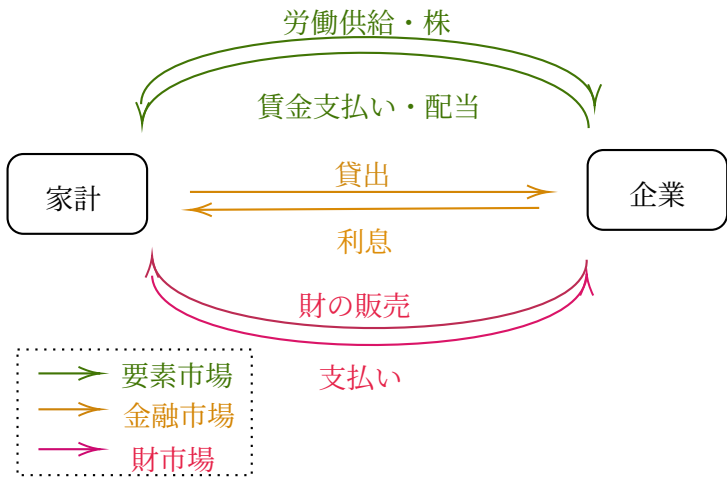 労働供給・株
賃金支払い・配当
貸出
家計
企業
利息
財の販売
支払い
要素市場
金融市場
財市場